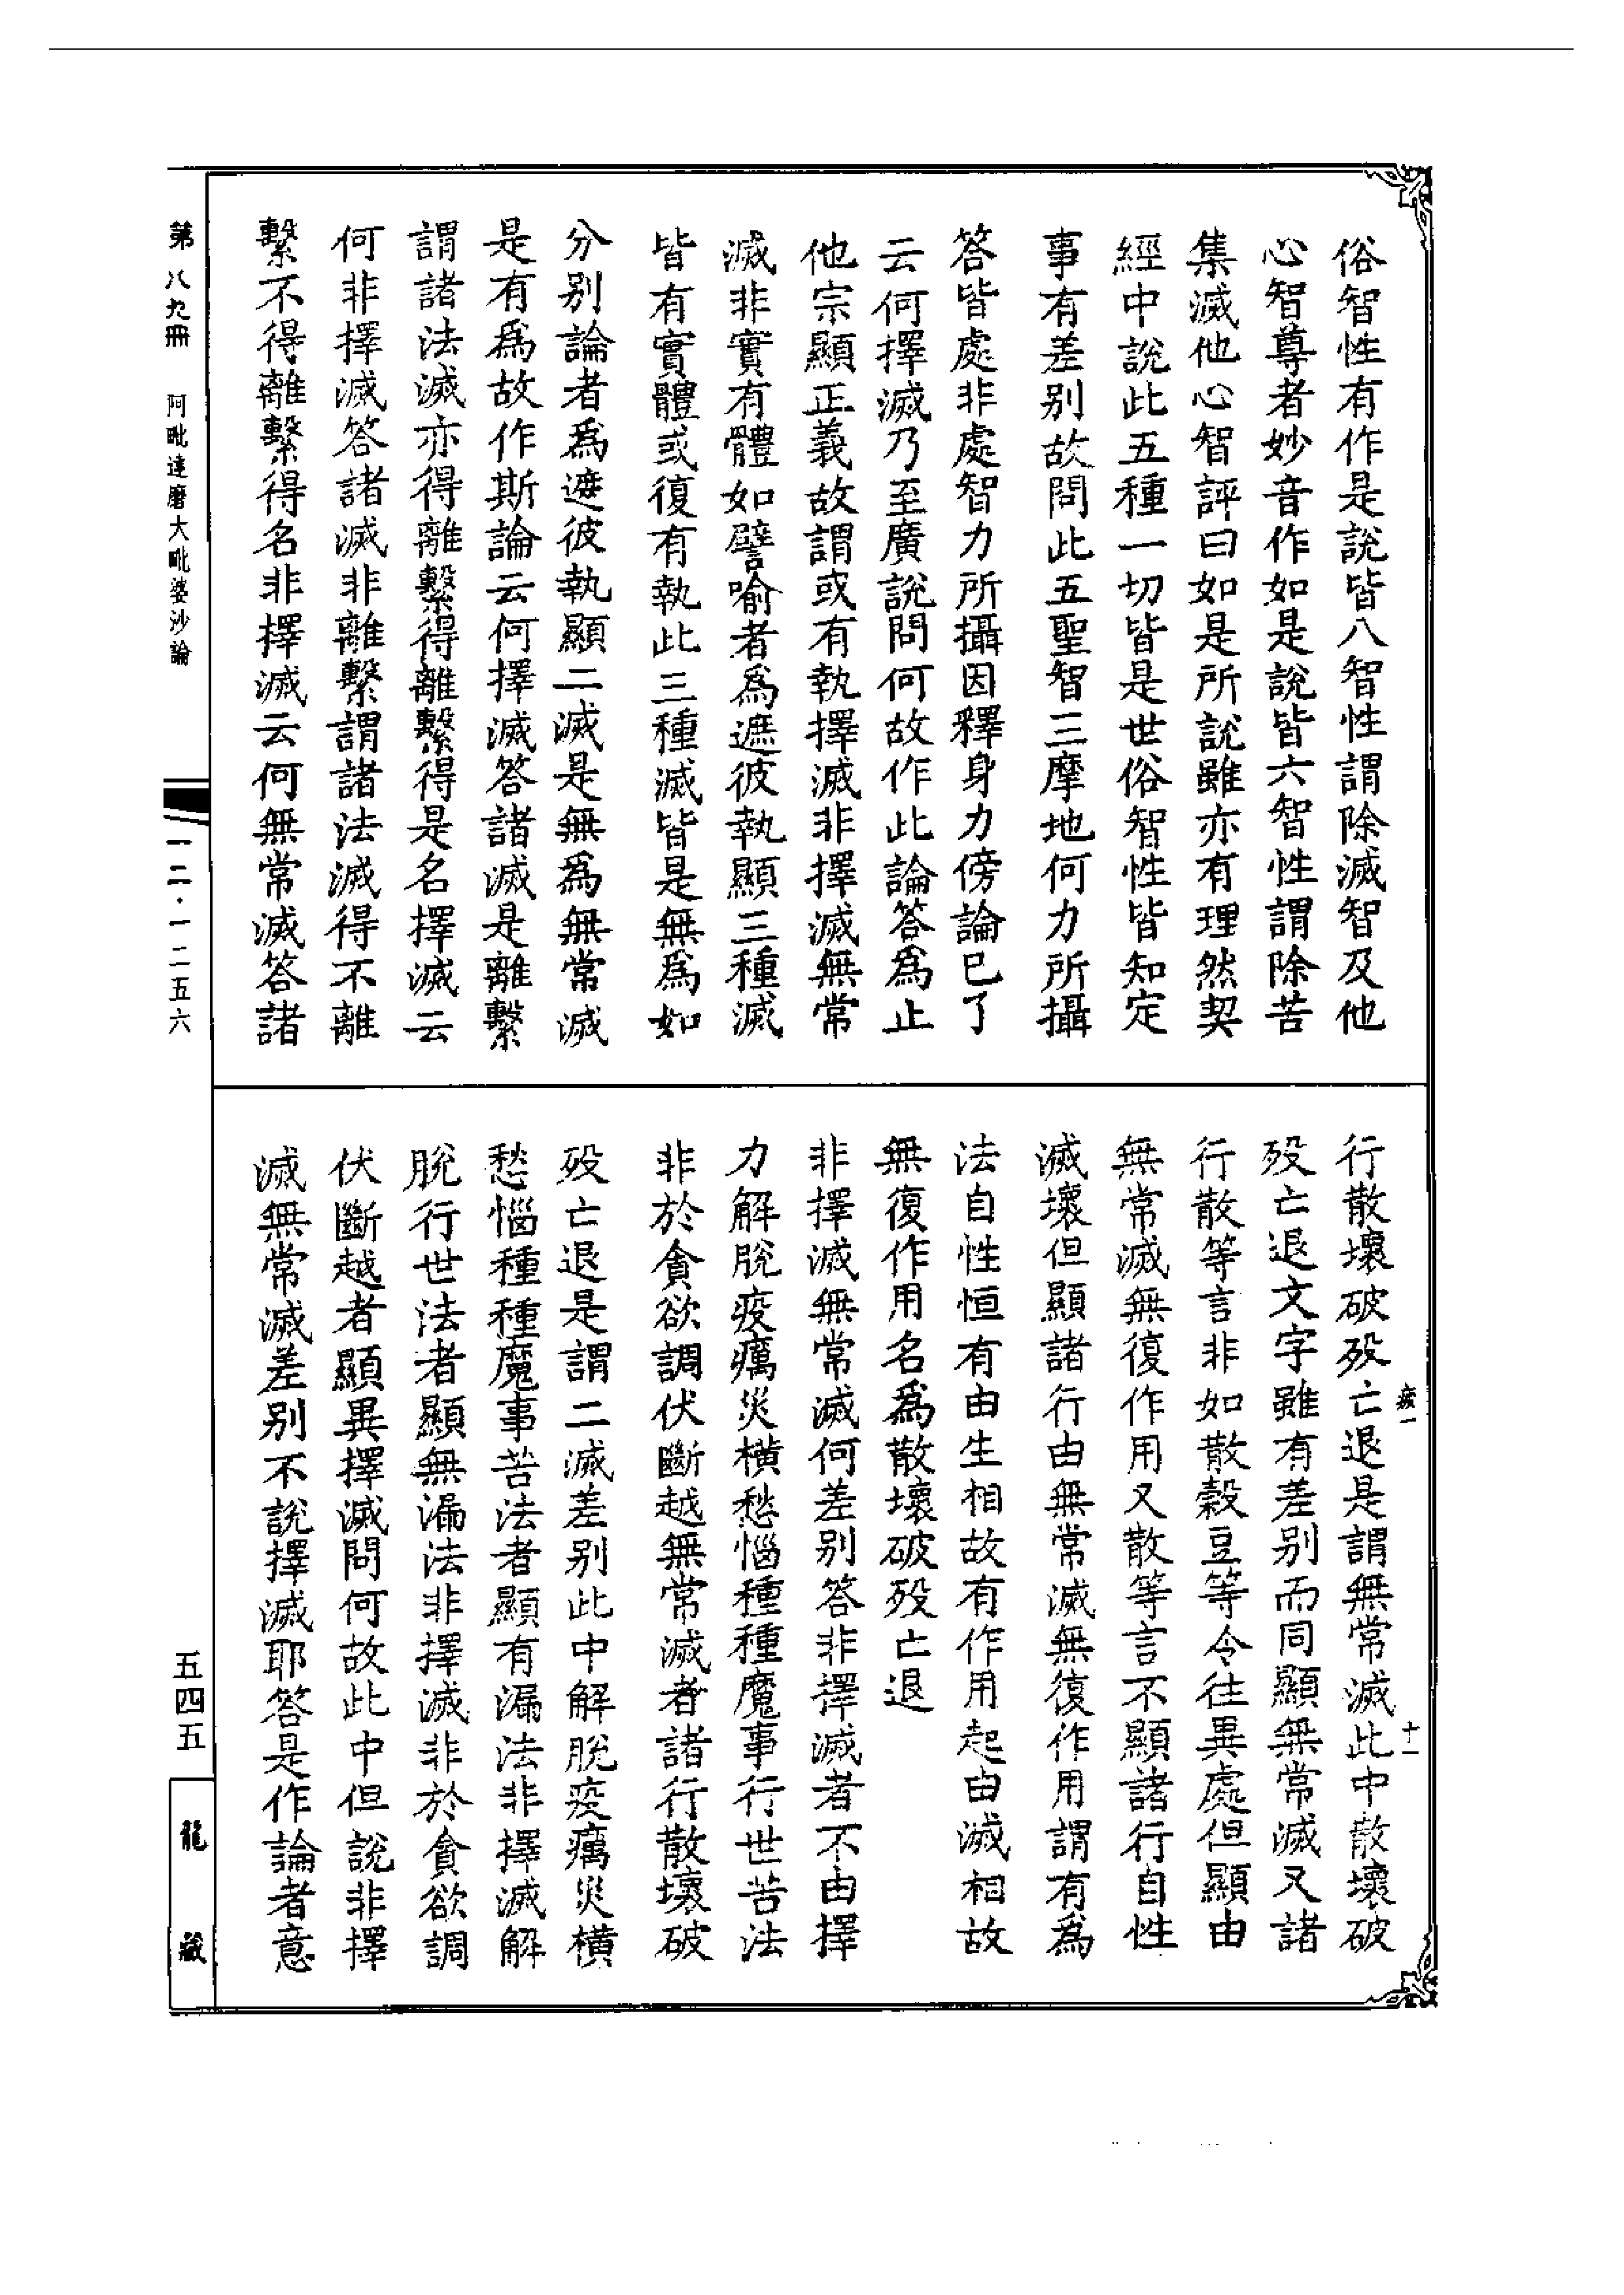 俗智性有作是說皆八智性謂除滅智及他
心智尊者妙音作如是說皆六智性謂除苦
集滅他心智評曰如是所說雖亦有理然契
經中說此五種一切皆是世俗智性皆知定
事有差别故問此五聖智三摩地何力所攝
答皆處非處智力所攝因釋身力傍論已了
云何擇滅乃至廣說問何故作此論答爲止
他宗顯正義故謂或有執擇滅非擇滅無常
滅非實有體如譬喻者爲遮彼執顯三種滅
皆有實體或復有執此三種滅皆是無爲如
分别論者爲遮彼執顯二滅是無爲無常滅
是有爲故作斯論云何擇滅答諸滅是離繫
謂諸法滅亦得離繫得離繫得是名擇滅云
何非擇滅答諸滅非離繫謂諸法滅得不離
繫不得離繫得名非擇滅云何無常滅答諸
行散壞破歿亡退是謂無常滅此中散壞破
歿亡退文字雖有差别而同顯無常滅又諸
行散等言非如散穀豆等令往異處但顯由
無常滅無復作用又散等言不顯諸行自性
滅壞但顯諸行由無常滅無復作用謂有爲
法自性恒有由生相故有作用起由滅相故
無復作用名爲散壞破歿亡退
非擇滅無常滅何差别答非擇滅者不由擇
力解脫疫癘災橫愁惱種種魔事行世苦法
非於貪欲調伏斷越無常滅者諸行散壞破
歿亡退是謂二滅差别此中解脫疫癘災橫
愁惱種種魔事苦法者顯有漏法非擇滅解
脫行世法者顯無漏法非擇滅非於貪欲調
伏斷越者顯異擇滅問何故此中但說非擇
滅無常滅差别不說擇滅耶答是作論者意
十一
第八九冊 阿毗達磨大毗婆沙論
一二·一二五六
五四五
龍藏